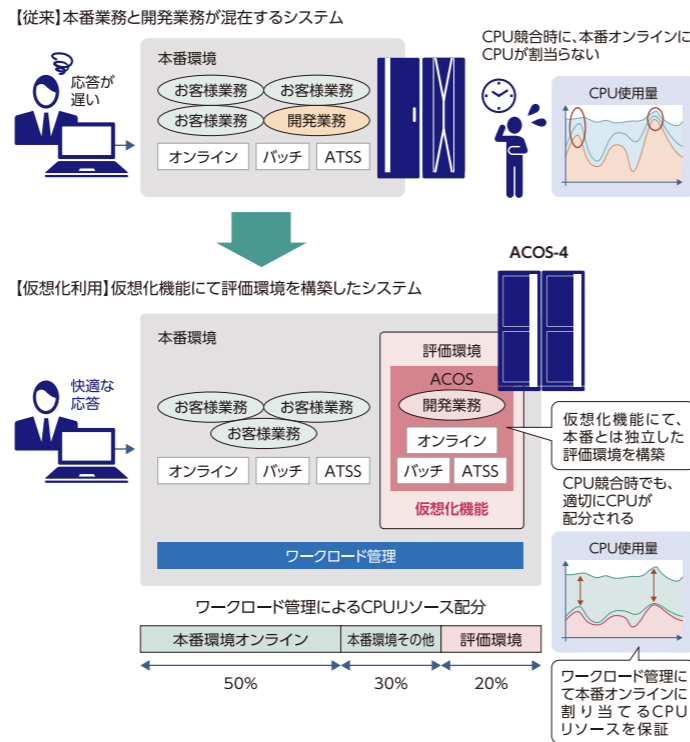 【従来】本番業務と開発業務が混在するシステム
CPU競合時に、本番オンラインに
CPUが割当らない
応答が
遅い
本番環境
お客様業務
お客様業務
お客様業務
開発業務
オンライン
バッチ
ATSS
CPU使用量
ACOS-4
【仮想化利用】仮想化機能にて評価環境を構築したシステム
快適な
応答
本番環境
お客様業務
お客様業務
お客様業務
オンライン
バッチ
ATSS
評価環境
ACOS
開発業務
オンライン
バッチ
ATSS
仮想化機能
仮想化機能にて、
本番とは独立した
評価環境を構築
CPU競合時でも、
適切にCPUが
配分される
CPU使用量
ワークロード管理
ワークロード管理によるCPUリソース配分
本番環境オンライン
本番環境その他
評価環境
50%
30%
20%
ワークロード管理に
て本番オンラインに
割り当てるCPU
リソースを保証